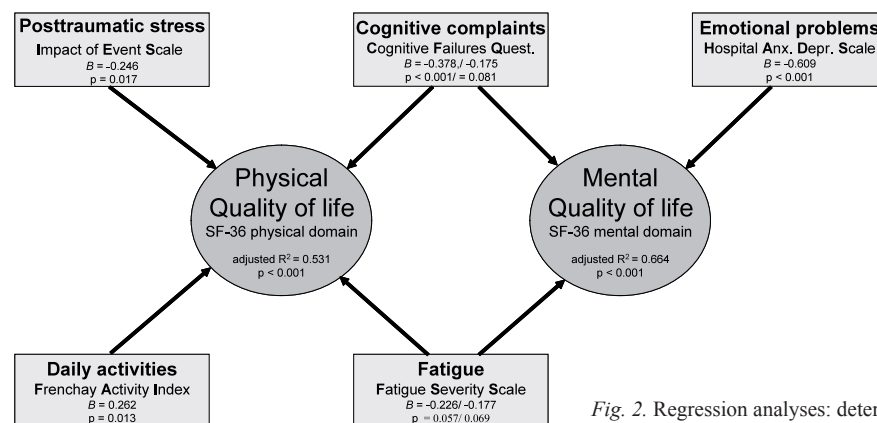 Posttraumatic stress
Impact of Event Scale
B = -0.246
p = 0.017
Cognitive complaints
Cognitive Failures Quest.
B = -0.378,/ -0.175
p < 0.001/ = 0.081
Emotional problems
Hospital Anx. Depr. Scale
B = -0.609
p < 0.001
Physical
Quality of life
SF-36 physical domain
adjusted R² = 0.531
p < 0.001
Mental
Quality of life
SF-36 mental domain
adjusted R² = 0.664
p < 0.001
Daily activities
Frenchay Activity Index
B = 0.262
p = 0.013
Fatigue
Fatigue Severity Scale
B = -0.226/ -0.177
p = 0.057/ 0.069
Fig. 2. Regression analyses: deter